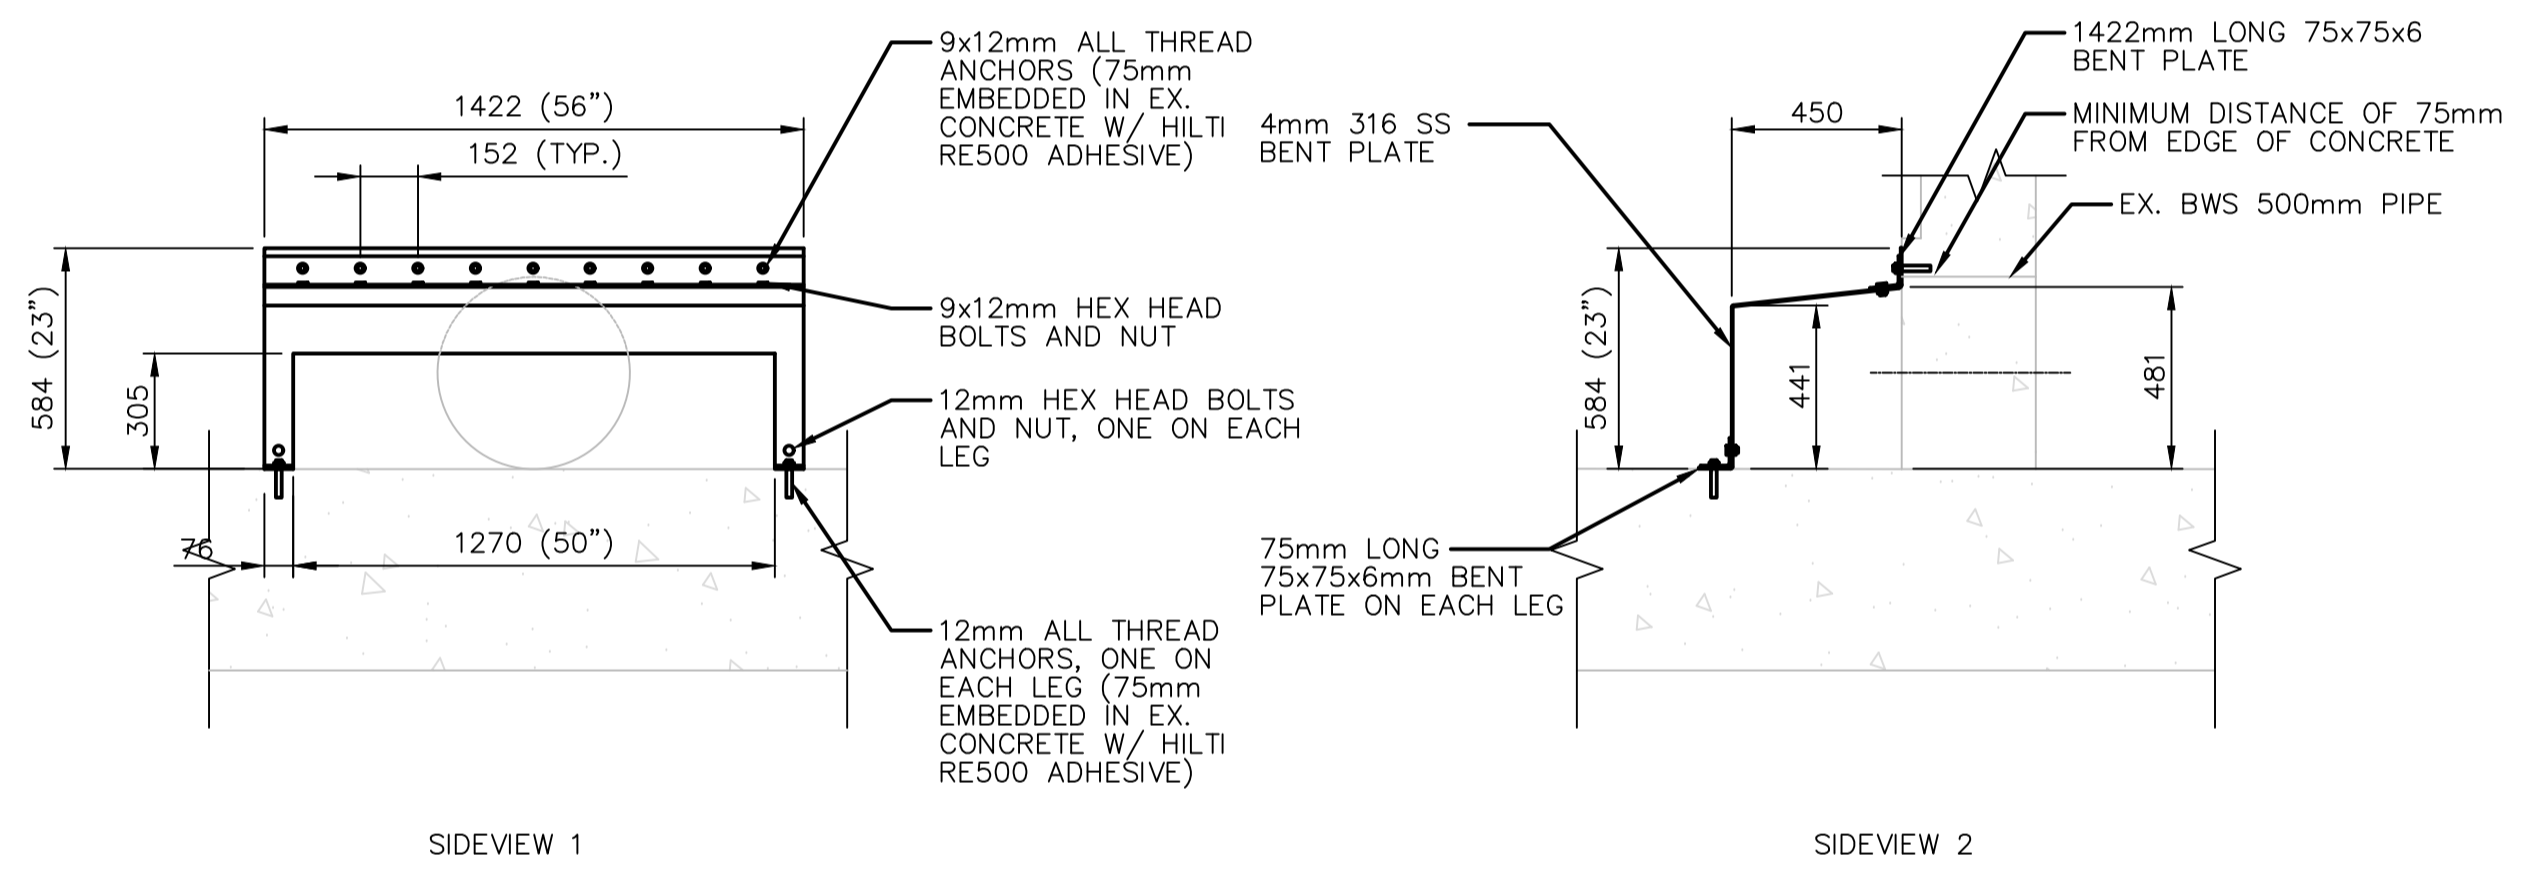 1422 (56”)
152 (TYP.)
584 (23”)
305
76
1270 (50”)
9x12mm ALL THREAD
ANCHORS (75mm
EMBEDDED IN EX.
CONCRETE W/ HILTI
RE500 ADHESIVE)
9x12mm HEX HEAD
BOLTS AND NUT
12mm HEX HEAD BOLTS
AND NUT, ONE ON EACH
LEG
12mm ALL THREAD
ANCHORS, ONE ON
EACH LEG (75mm
EMBEDDED IN EX.
CONCRETE W/ HILTI
RE500 ADHESIVE)
SIDEVIEW 1
4mm 316 SS
BENT PLATE
450
1422mm LONG 75x75x6
BENT PLATE
MINIMUM DISTANCE OF 75mm
FROM EDGE OF CONCRETE
EX. BWS 500mm PIPE
584 (23”)
441
481
75mm LONG
75x75x6mm BENT
PLATE ON EACH LEG
SIDEVIEW 2